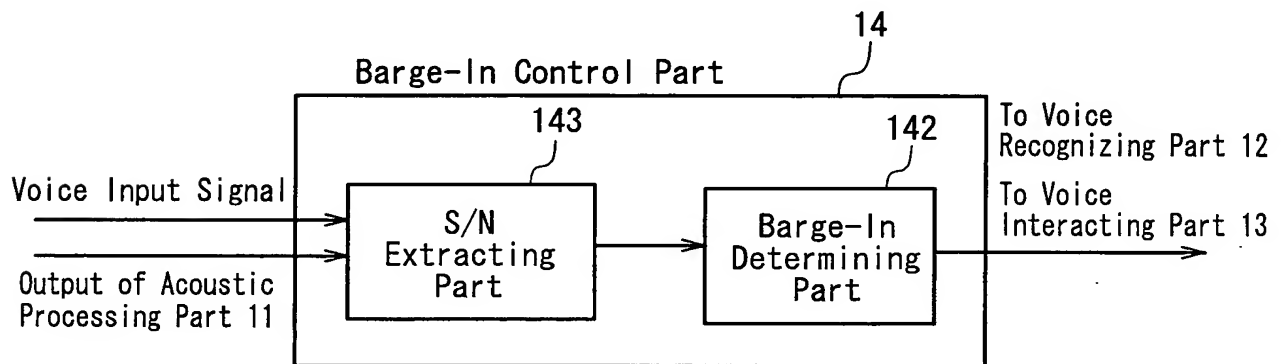 14
Barge-In Control Part
143
142
To Voice
Recognizing Part 12
Voice Input Signal
S/N
Extracting
Part
Barge-In
Determining
Part
To Voice
Interacting Part 13
Output of Acoustic
Processing Part 11